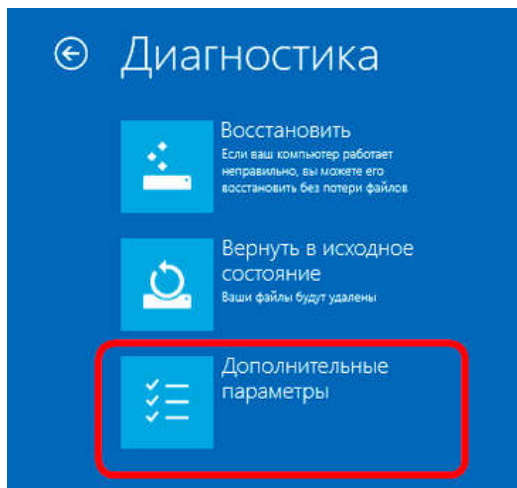 Диагностика
Восстановить
Если ваш компьютер работает
неправильно, вы можете его
восстановить без потери файлов
Вернуть в исходное
состояние
Ваши файлы будут удалены
Дополнительные
параметры